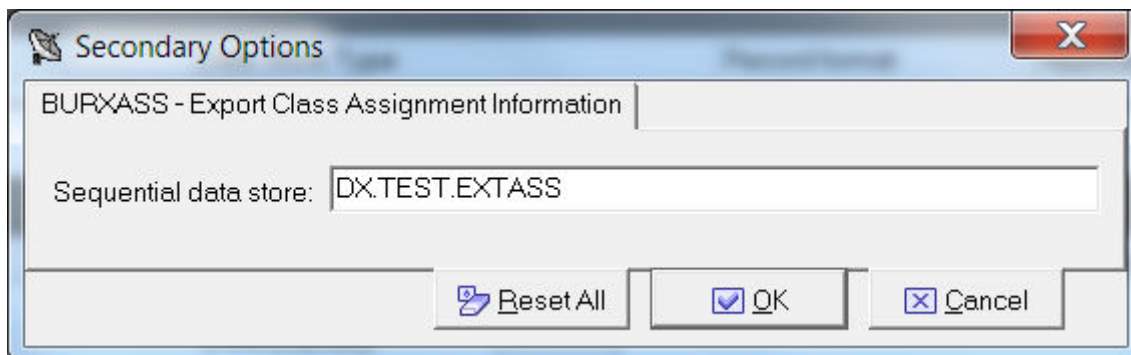 Secondary Options
BURXASS - Export Class Assignment Information
Sequential data store: DX.TEST.EXTASS
Reset All OK Cancel